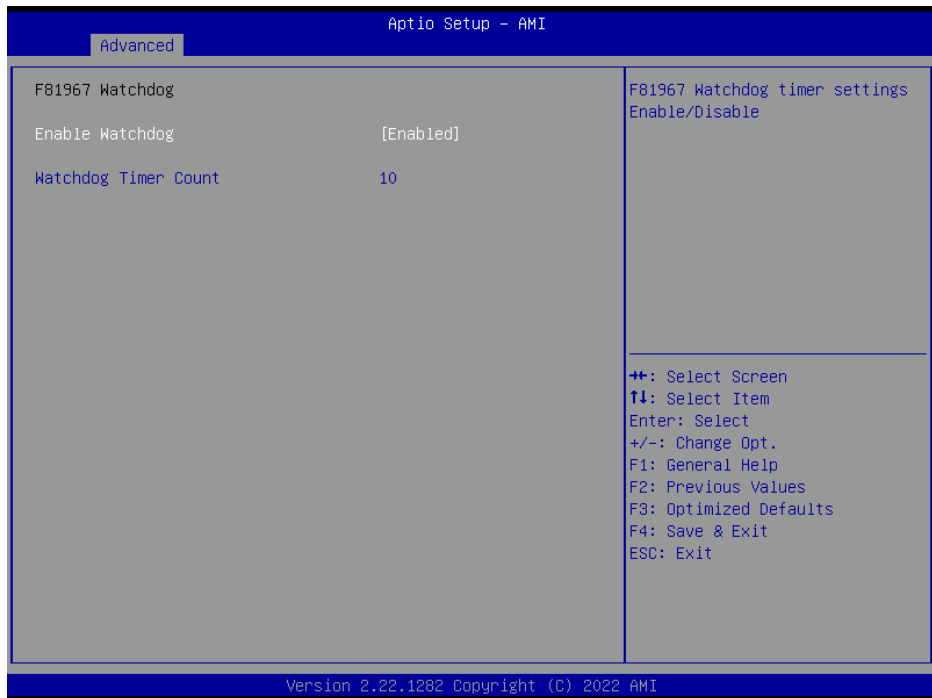 Aptio Setup – AMI
Advanced
F81967 Watchdog
Enable Watchdog [Enabled]
Watchdog Timer Count 10
F81967 Watchdog timer settings
Enable/Disable
→←: Select Screen
↑↓: Select Item
Enter: Select
+/-: Change Opt.
F1: General Help
F2: Previous Values
F3: Optimized Defaults
F4: Save & Exit
ESC: Exit
Version 2.22.1282 Copyright (C) 2022 AMI